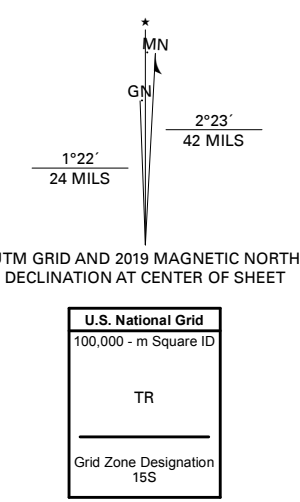 ★
MN
GN
2°23´
42 MILS
1°22´
24 MILS
UTM GRID AND 2019 MAGNETIC NORTH
DECLINATION AT CENTER OF SHEET
U.S. National Grid
100,000 - m Square ID
TR
Grid Zone Designation
15S